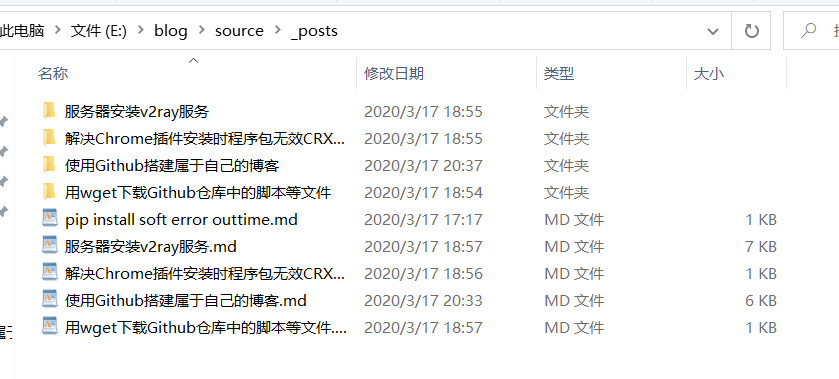 此电脑 > 文件 (E:) > blog > source > _posts
名称 修改日期 类型 大小
服务器安装v2ray服务 2020/3/17 18:55 文件夹
解决Chrome插件安装时程序包无效CRX... 2020/3/17 18:55 文件夹
使用Github搭建属于自己的博客 2020/3/17 20:37 文件夹
用wget下载Github仓库中的脚本等文件 2020/3/17 18:54 文件夹
pip install soft error outtime.md 2020/3/17 17:17 MD 文件 1 KB
服务器安装v2ray服务.md 2020/3/17 18:57 MD 文件 7 KB
解决Chrome插件安装时程序包无效CRX... 2020/3/17 18:56 MD 文件 1 KB
使用Github搭建属于自己的博客.md 2020/3/17 20:33 MD 文件 6 KB
用wget下载Github仓库中的脚本等文件.... 2020/3/17 18:57 MD 文件 1 KB